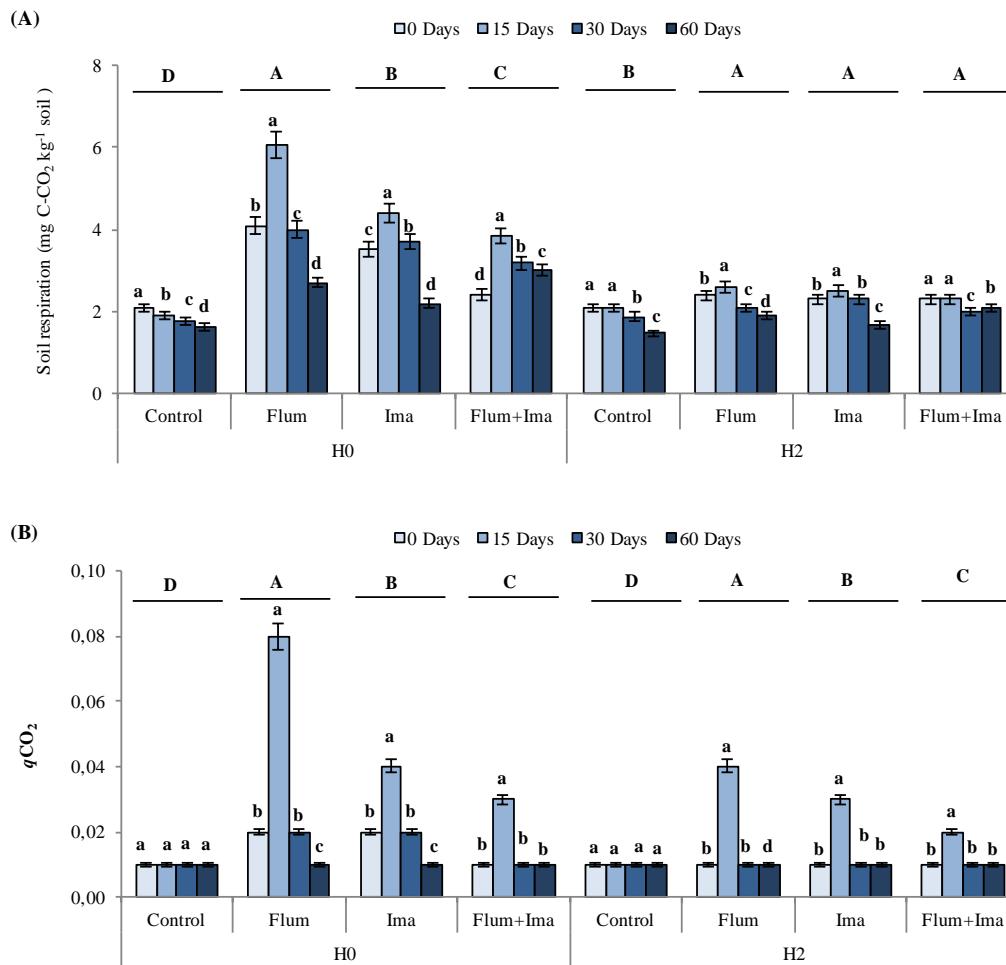 (A)
0 Days 15 Days 30 Days 60 Days
Soil respiration (mg C-CO₂ kg⁻¹ soil )
8
6
4
2
0
D A B C B A A A
a b c d b a c d c a b d d a b c a a b c b a c d b a b c a a c b
Control Flum Ima Flum+Ima Control Flum Ima Flum+Ima
H0 H2
(B)
0 Days 15 Days 30 Days 60 Days
qCO₂
0,10
0,08
0,06
0,04
0,02
0,00
D A B C D A B C
a a a a b a b c b a b c b a b b a a a a b a b d b a b b b a b b
Control Flum Ima Flum+Ima Control Flum Ima Flum+Ima
H0 H2